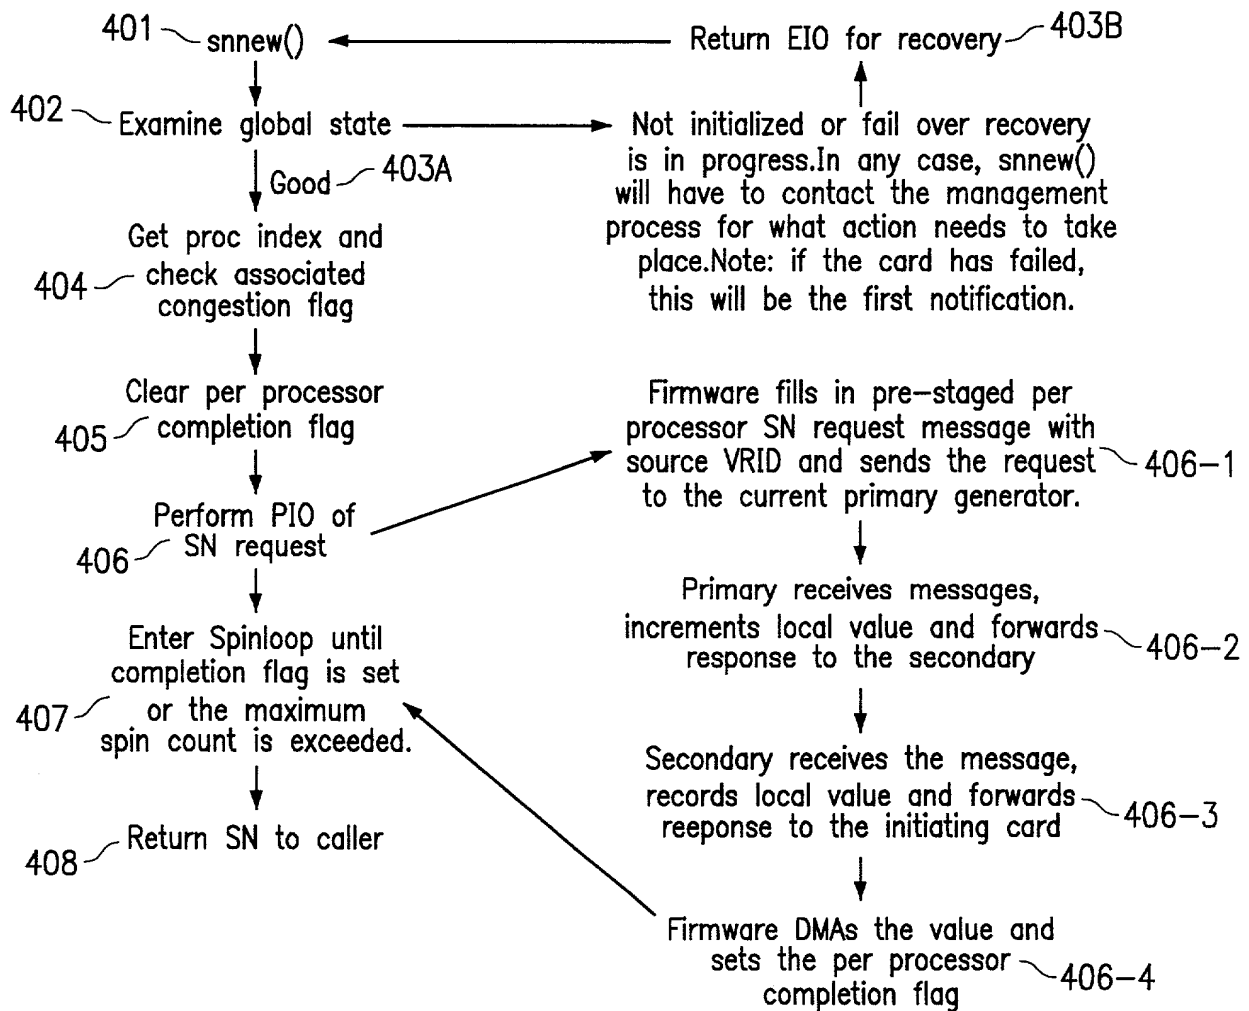 401
snnew()
Return EIO for recovery
403B
402
Examine global state
Not initialized or fail over recovery
is in progress.In any case, snnew()
will have to contact the management
process for what action needs to take
place.Note: if the card has failed,
this will be the first notification.
Good
403A
Get proc index and
check associated
congestion flag
404
Clear per processor
completion flag
405
Perform PIO of
SN request
406
Firmware fills in pre-staged per
processor SN request message with
source VRID and sends the request
to the current primary generator.
406-1
Primary receives messages,
increments local value and forwards
response to the secondary
406-2
Enter Spinloop until
completion flag is set
or the maximum
spin count is exceeded.
407
Secondary receives the message,
records local value and forwards
reeponse to the initiating card
406-3
Return SN to caller
408
Firmware DMAs the value and
sets the per processor
completion flag
406-4